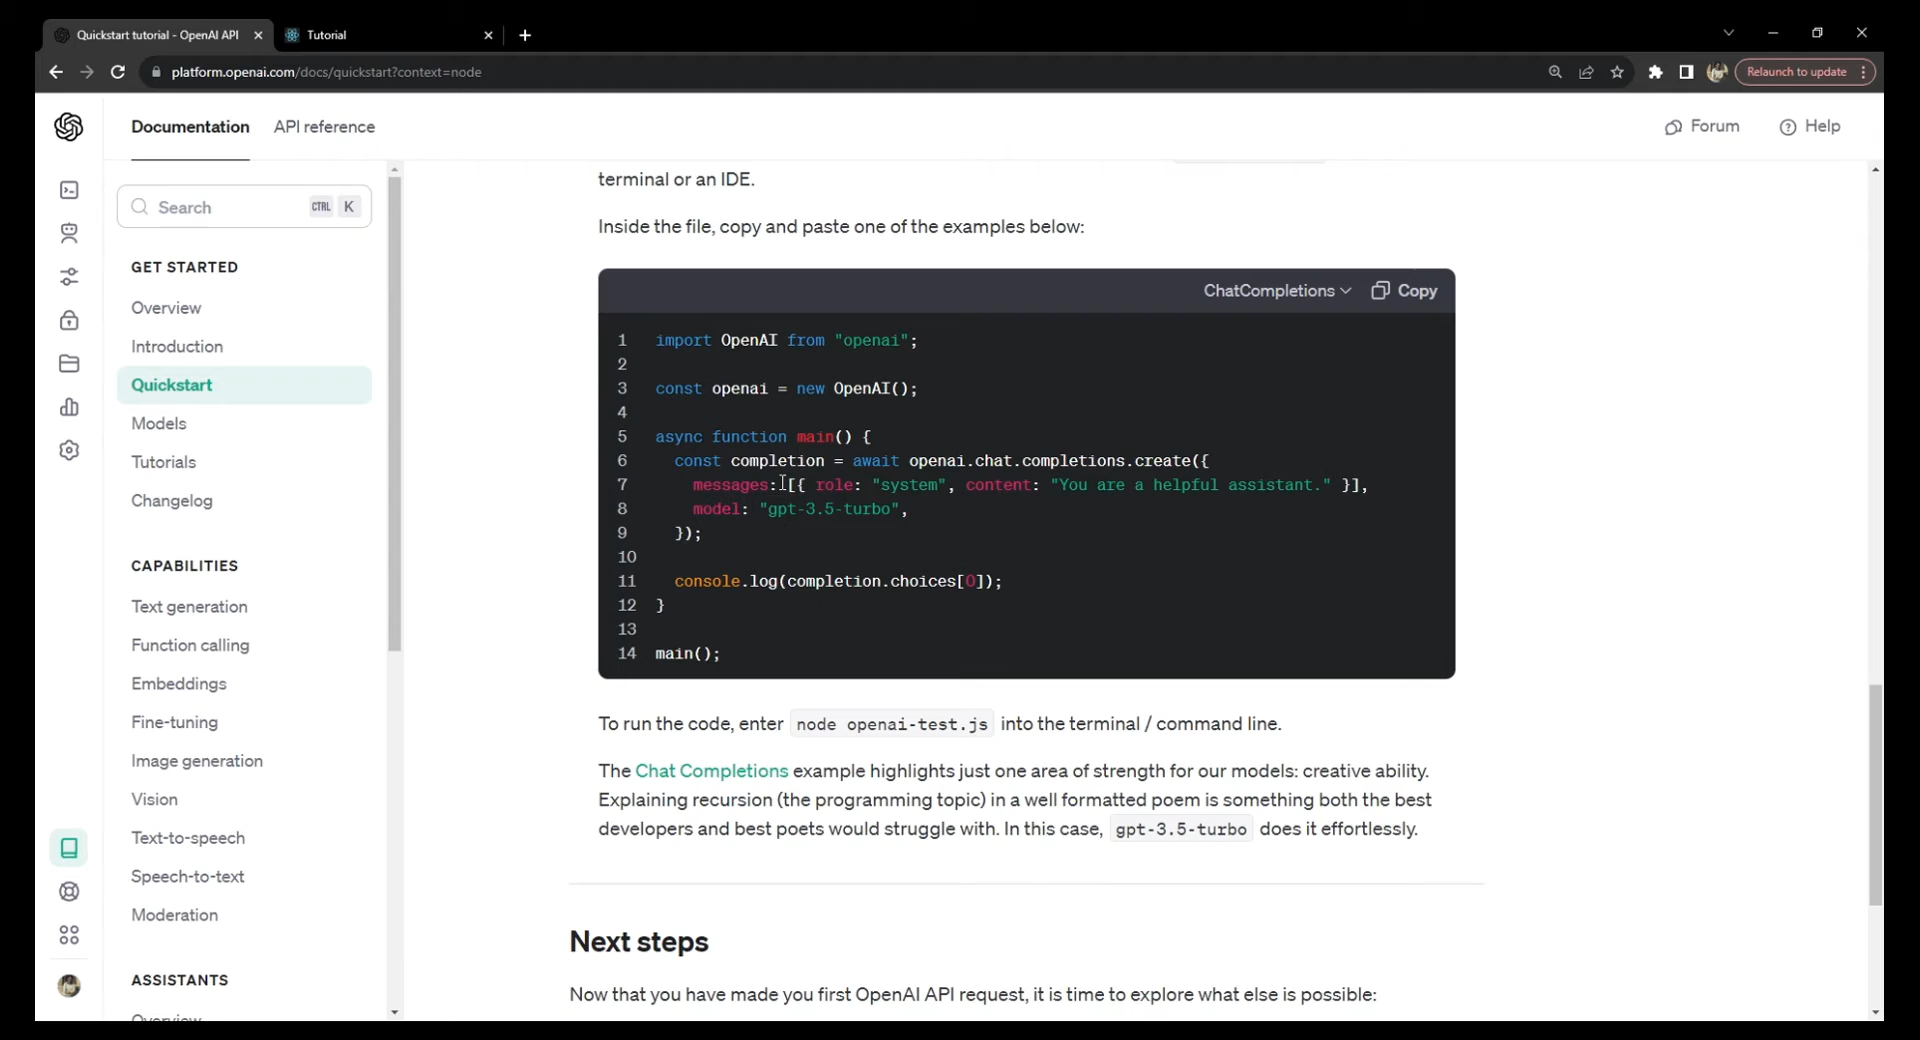 Quickstart tutorial - OpenAI API
Tutorial
platform.openai.com/docs/quickstart?context=node
Relaunch to update
Documentation
API reference
Forum
Help
Search
CTRL K
GET STARTED
Overview
Introduction
Quickstart
Models
Tutorials
Changelog
CAPABILITIES
Text generation
Function calling
Embeddings
Fine-tuning
Image generation
Vision
Text-to-speech
Speech-to-text
Moderation
ASSISTANTS
Overview
terminal or an IDE.
Inside the file, copy and paste one of the examples below:
ChatCompletions
Copy
1 import OpenAI from "openai";
2
3 const openai = new OpenAI();
4
5 async function main() {
6 const completion = await openai.chat.completions.create({
7 messages: [{ role: "system", content: "You are a helpful assistant." }],
8 model: "gpt-3.5-turbo",
9 });
10
11 console.log(completion.choices[0]);
12 }
13
14 main();
To run the code, enter node openai-test.js into the terminal / command line.
The Chat Completions example highlights just one area of strength for our models: creative ability.
Explaining recursion (the programming topic) in a well formatted poem is something both the best
developers and best poets would struggle with. In this case, gpt-3.5-turbo does it effortlessly.
Next steps
Now that you have made you first OpenAI API request, it is time to explore what else is possible: